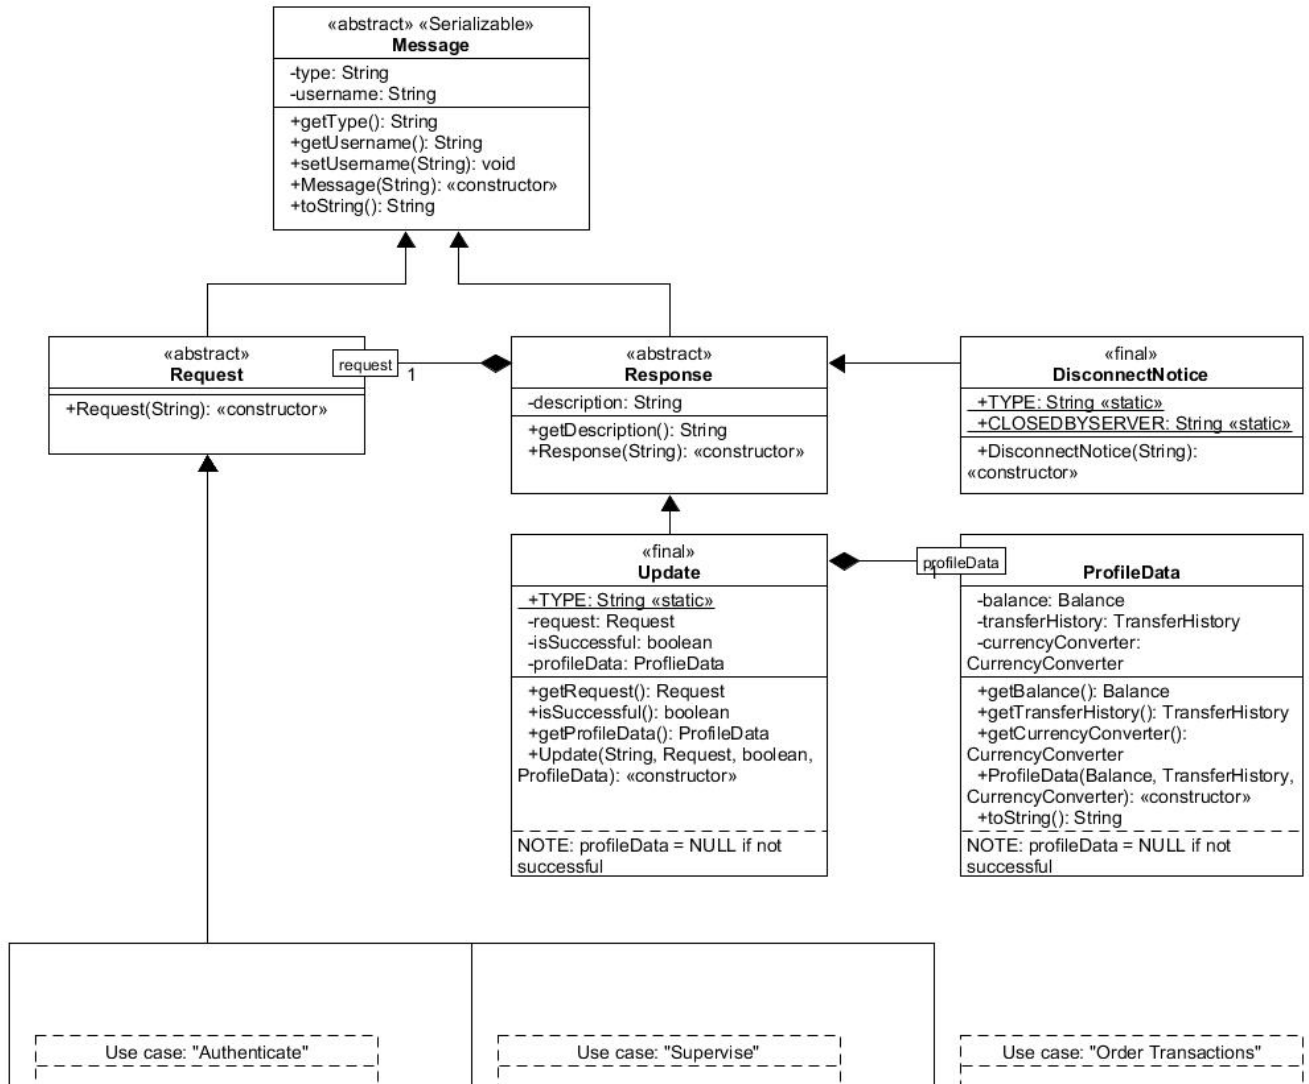 «abstract» «Serializable»
Message
-type: String
-username: String
+getType(): String
+getUsername(): String
+setUsername(String): void
+Message(String): «constructor»
+toString(): String
«abstract»
Request
+Request(String): «constructor»
request
1
«abstract»
Response
-description: String
+getDescription(): String
+Response(String): «constructor»
«final»
DisconnectNotice
+TYPE: String «static»
+CLOSEDBYSERVER: String «static»
+DisconnectNotice(String):
«constructor»
«final»
Update
+TYPE: String «static»
-request: Request
-isSuccessful: boolean
-profileData: ProflieData
+getRequest(): Request
+isSuccessful(): boolean
+getProfileData(): ProfileData
+Update(String, Request, boolean,
ProfileData): «constructor»
NOTE: profileData = NULL if not
successful
profileData
1
ProfileData
-balance: Balance
-transferHistory: TransferHistory
-currencyConverter:
CurrencyConverter
+getBalance(): Balance
+getTransferHistory(): TransferHistory
+getCurrencyConverter():
CurrencyConverter
+ProfileData(Balance, TransferHistory,
CurrencyConverter): «constructor»
+toString(): String
NOTE: profileData = NULL if not
successful
Use case: "Authenticate"
Use case: "Supervise"
Use case: "Order Transactions"